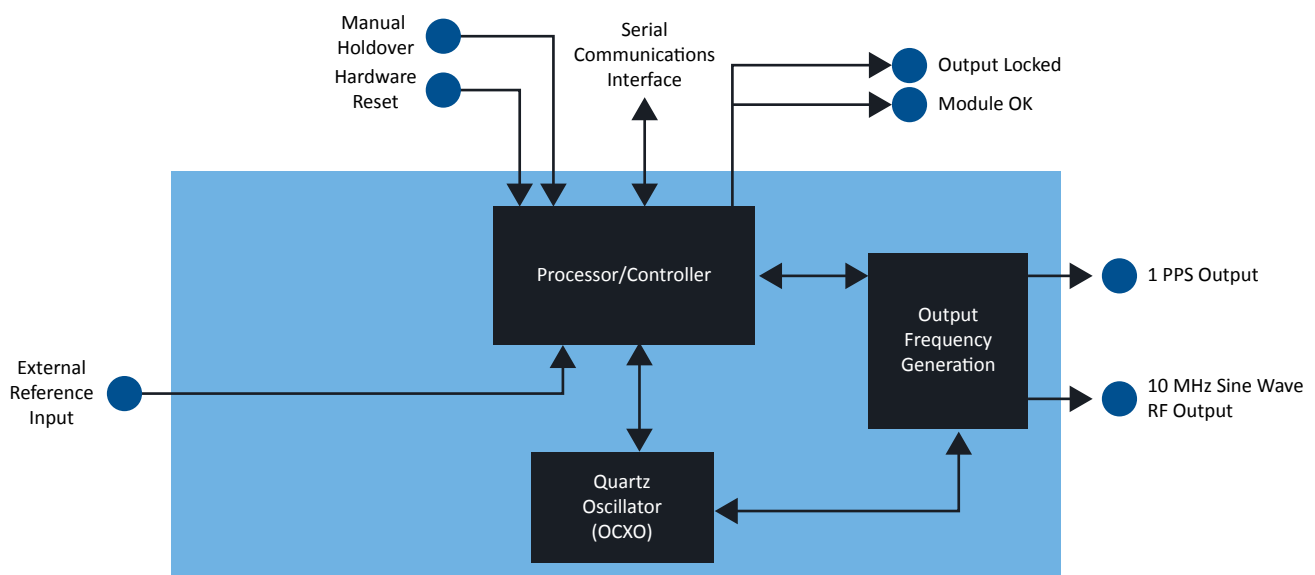 Manual
Holdover
Hardware
Reset
Serial
Communications
Interface
Output Locked
Module OK
Processor/Controller
Output
Frequency
Generation
1 PPS Output
10 MHz Sine Wave
RF Output
External
Reference
Input
Quartz
Oscillator
(OCXO)